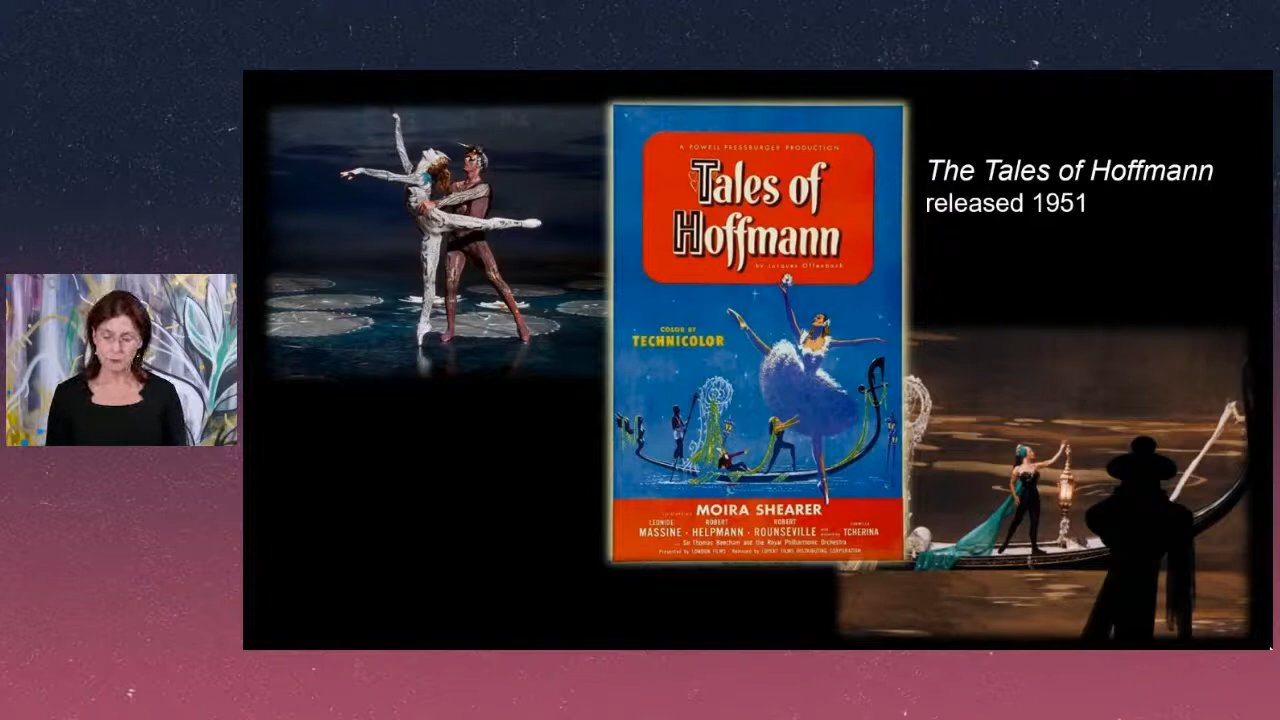 A POWELL PRESSBURGER PRODUCTION
Tales of
Hoffmann
by Jacques Offenbach
COLOR BY
TECHNICOLOR
MOIRA SHEARER
LEONIDE ROBERT ROBERT
MASSINE · HELPMANN · ROUNSEVILLE TCHERINA
Sir Thomas Beecham and the Royal Philharmonic Orchestra
Presented by LONDON FILMS · Released by LOPERT FILMS DISTRIBUTING CORPORATION
The Tales of Hoffmann
released 1951